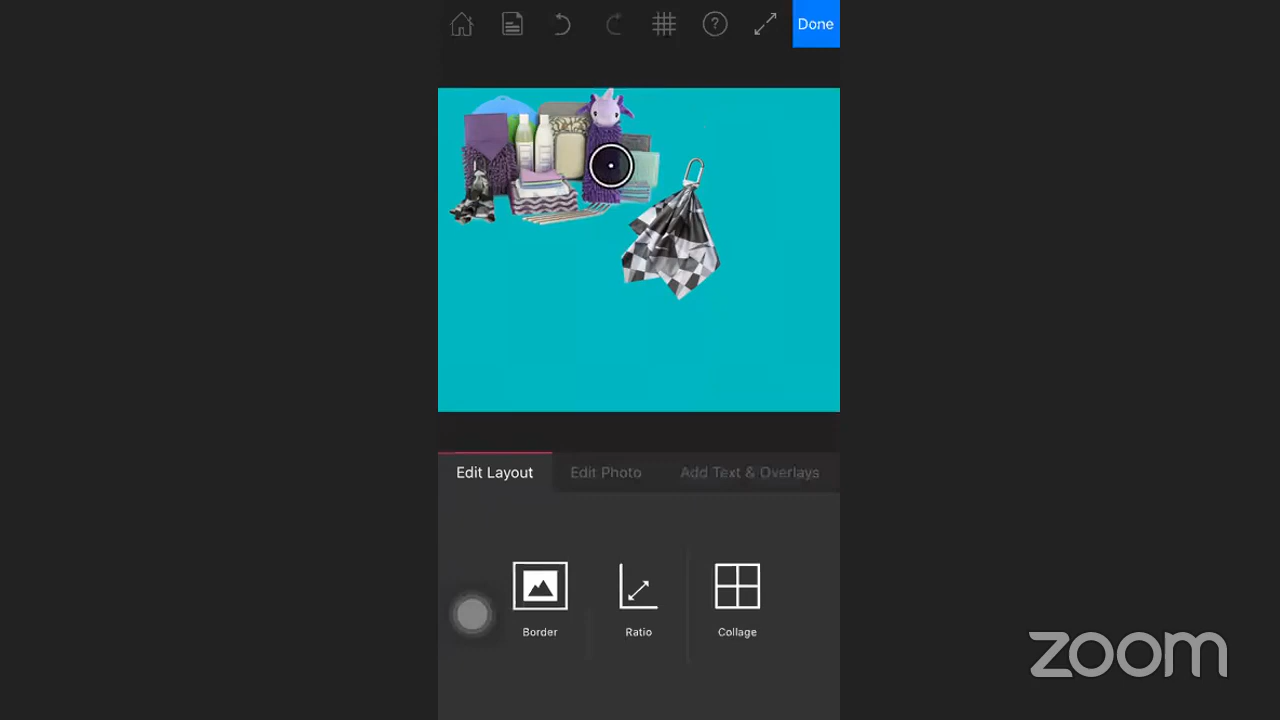 Done
Edit Layout
Edit Photo
Add Text & Overlays
Border
Ratio
Collage
zoom